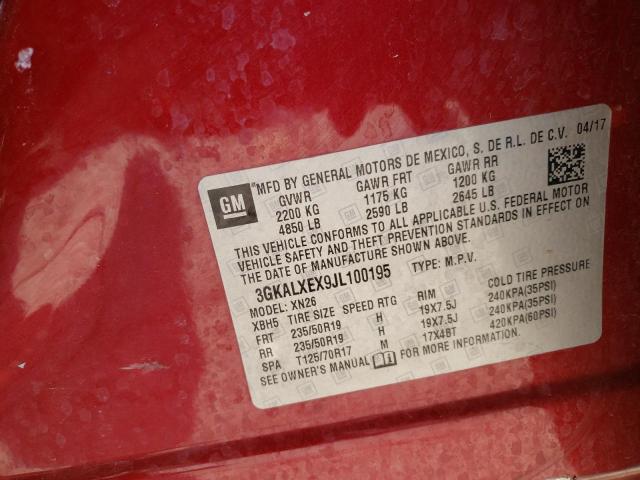 GM
MFD BY GENERAL MOTORS DE MEXICO, S. DE R.L. DE C.V. 04/17
GVWR GAWR FRT GAWR RR
2200 KG 1175 KG 1200 KG
4850 LB 2590 LB 2645 LB
THIS VEHICLE CONFORMS TO ALL APPLICABLE U.S. FEDERAL MOTOR
VEHICLE SAFETY AND THEFT PREVENTION STANDARDS IN EFFECT ON
THE DATE OF MANUFACTURE SHOWN ABOVE.
3GKALXEX9JL100195 TYPE: M.P.V.
MODEL: XN26
XBH5 TIRE SIZE SPEED RTG RIM COLD TIRE PRESSURE
FRT 235/50R19 H 19X7.5J 240KPA(35PSI)
RR 235/50R19 H 19X7.5J 240KPA(35PSI)
SPA T125/70R17 M 17X4BT 420KPA(60PSI)
SEE OWNER'S MANUAL FOR MORE INFORMATION.